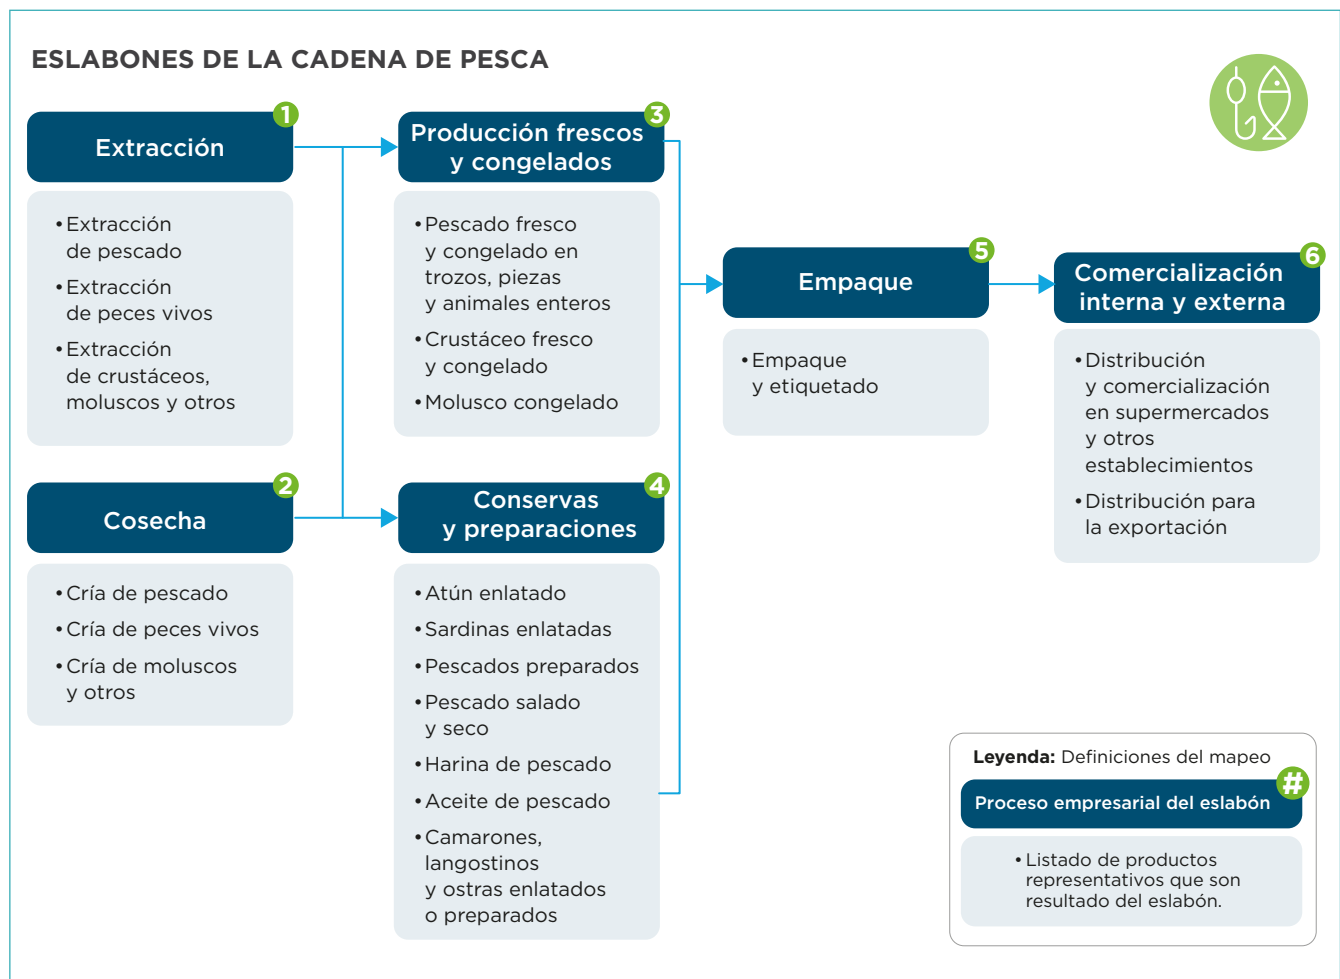 ESLABONES DE LA CADENA DE PESCA
1
Extracción
• Extracción
de pescado
• Extracción
de peces vivos
• Extracción
de crustáceos,
moluscos y otros
2
Cosecha
• Cría de pescado
• Cría de peces vivos
• Cría de moluscos
y otros
3
Producción frescos
y congelados
• Pescado fresco
y congelado en
trozos, piezas
y animales enteros
• Crustáceo fresco
y congelado
• Molusco congelado
4
Conservas
y preparaciones
• Atún enlatado
• Sardinas enlatadas
• Pescados preparados
• Pescado salado
y seco
• Harina de pescado
• Aceite de pescado
• Camarones,
langostinos
y ostras enlatados
o preparados
5
Empaque
• Empaque
y etiquetado
6
Comercialización
interna y externa
• Distribución
y comercialización
en supermercados
y otros
establecimientos
• Distribución para
la exportación
Leyenda: Definiciones del mapeo
#
Proceso empresarial del eslabón
• Listado de productos
representativos que son
resultado del eslabón.